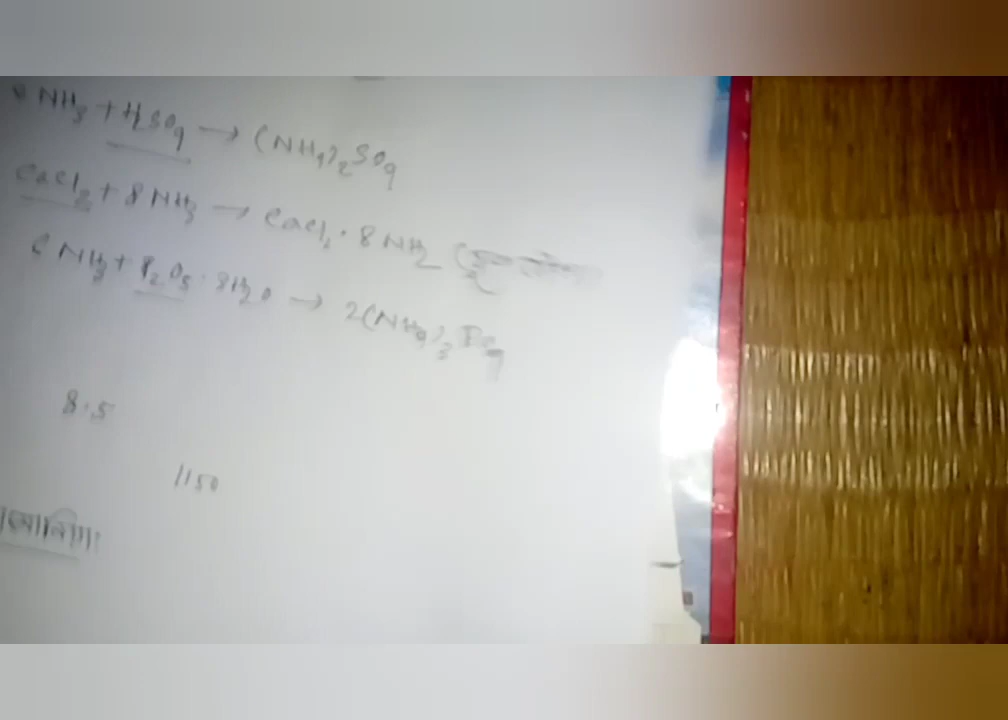 NH3 + H2SO4 → (NH4)2SO4
CaCl2 + 8NH3 → CaCl2 · 8NH3
6NH3 + P2O5 · 3H2O → 2(NH4)3PO4
8.5
1150